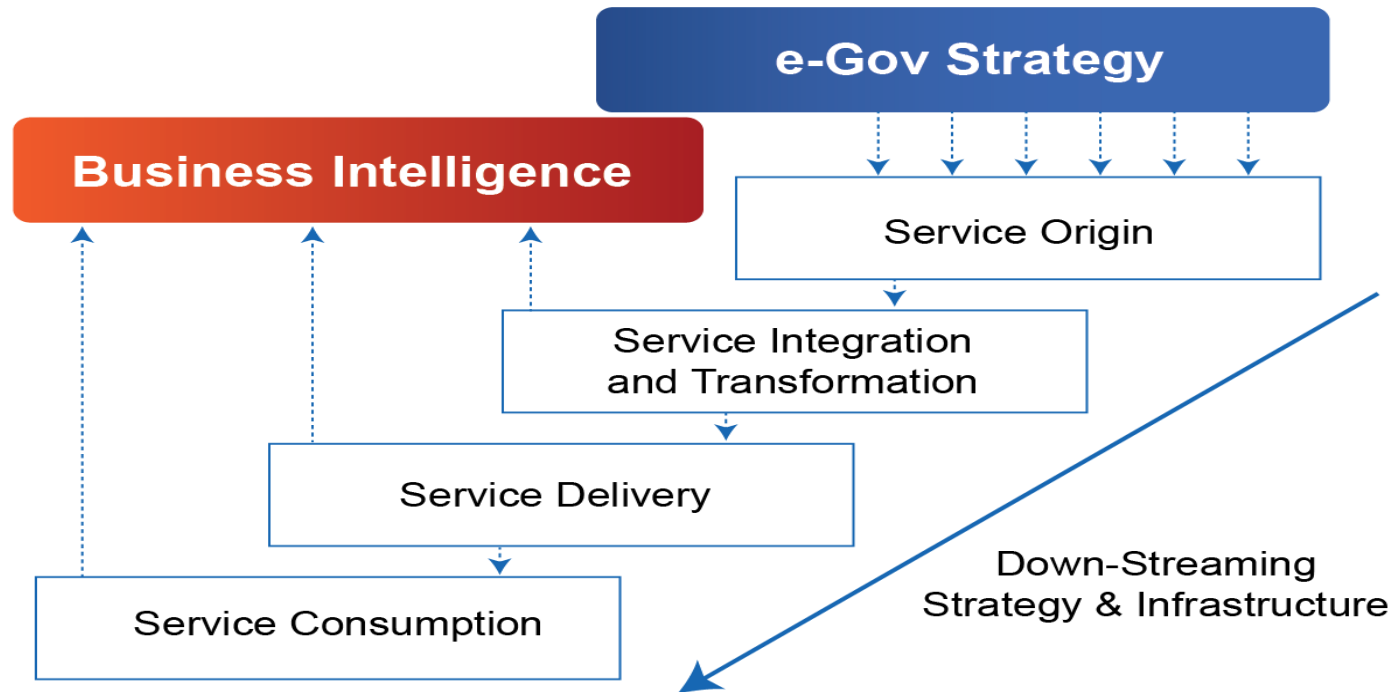 e-Gov Strategy
Business Intelligence
Service Origin
Service Integration
and Transformation
Service Delivery
Service Consumption
Down-Streaming
Strategy & Infrastructure